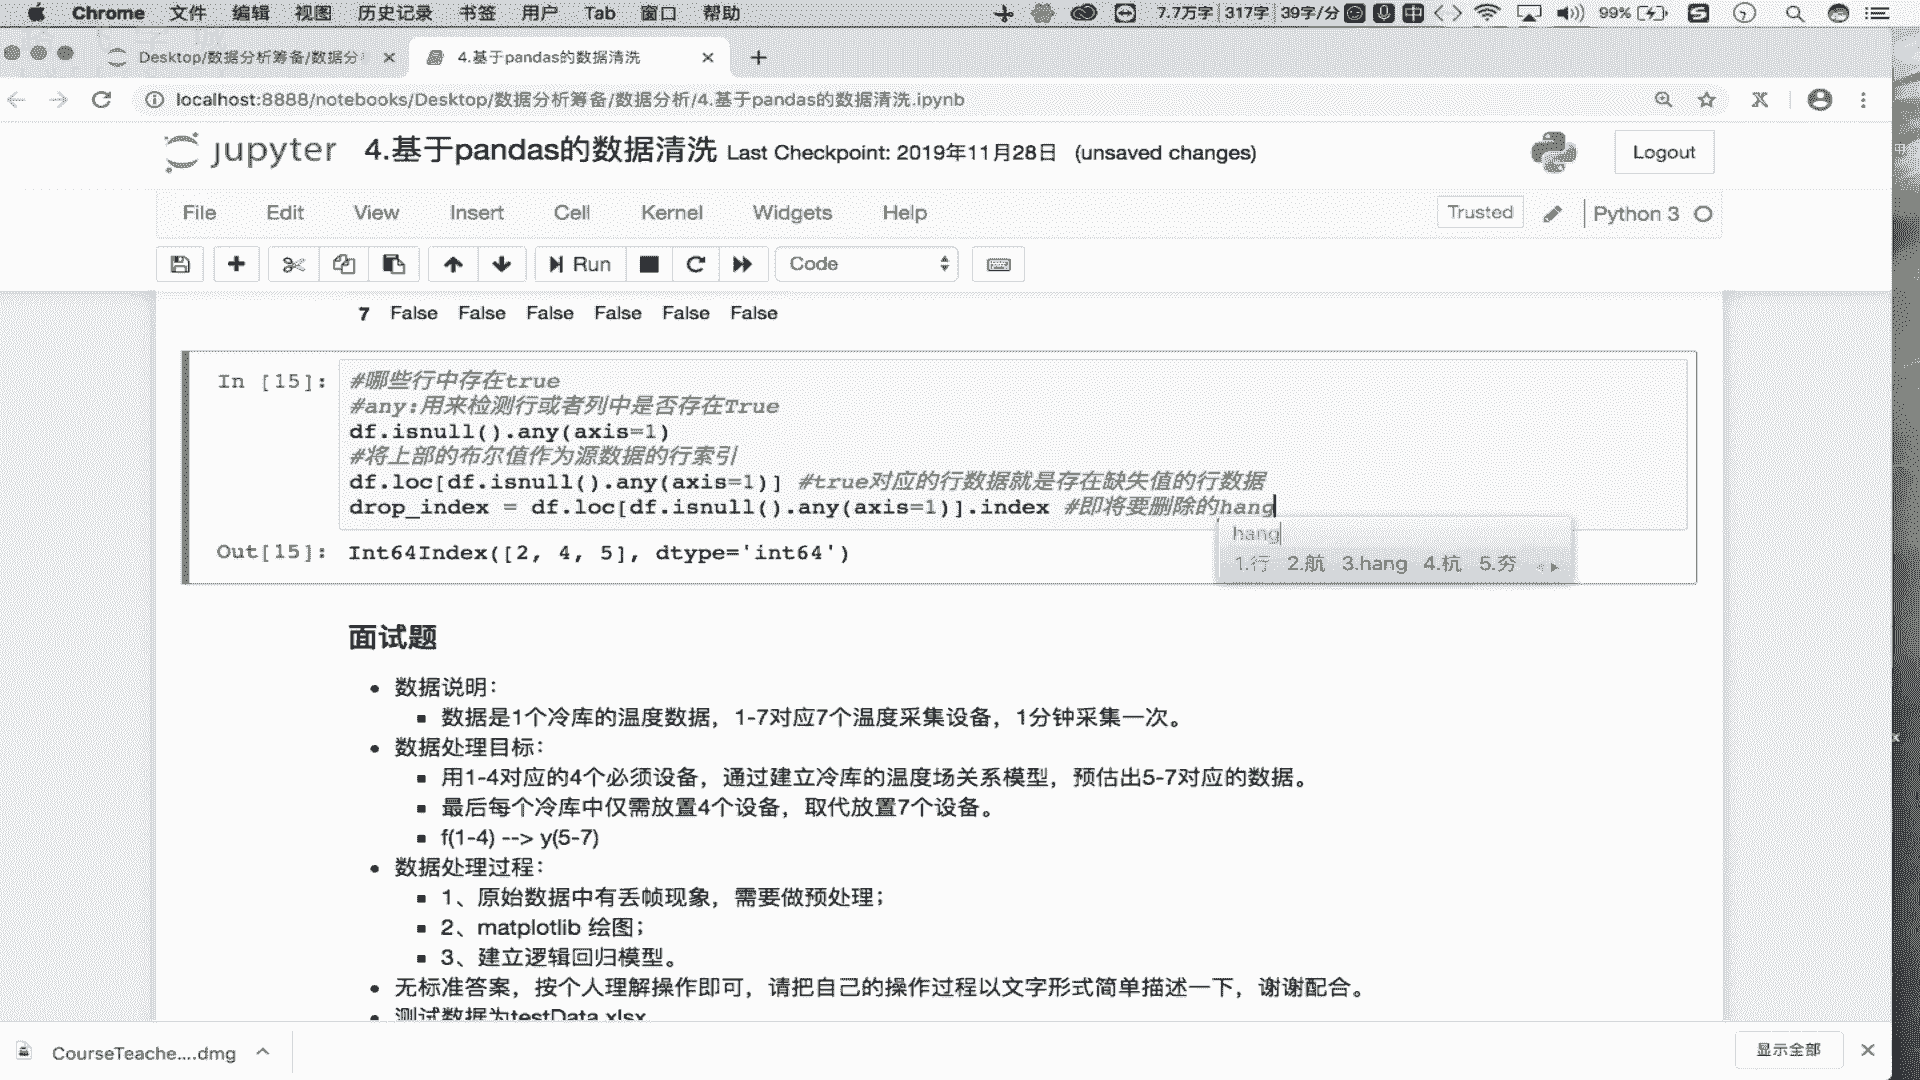 Chrome 文件 编辑 视图 历史记录 书签 用户 Tab 窗口 帮助 7.7万字 317字 39字/分 中 99%
Desktop/数据分析筹备/数据分 4.基于pandas的数据清洗
localhost:8888/notebooks/Desktop/数据分析筹备/数据分析/4.基于pandas的数据清洗.ipynb
jupyter 4.基于pandas的数据清洗 Last Checkpoint: 2019年11月28日 (unsaved changes) Logout
File Edit View Insert Cell Kernel Widgets Help Trusted Python 3
Run Code
7 False False False False False False
In [15]: #哪些行中存在true
#any:用来检测行或者列中是否存在True
df.isnull().any(axis=1)
#将上部的布尔值作为源数据的行索引
df.loc[df.isnull().any(axis=1)] #true对应的行数据就是存在缺失值的行数据
drop_index = df.loc[df.isnull().any(axis=1)].index #即将要删除的hang
hang
1.行 2.航 3.hang 4.杭 5.夯
Out[15]: Int64Index([2, 4, 5], dtype='int64')
面试题
数据说明：
数据是1个冷库的温度数据，1-7对应7个温度采集设备，1分钟采集一次。
数据处理目标：
用1-4对应的4个必须设备，通过建立冷库的温度场关系模型，预估出5-7对应的数据。
最后每个冷库中仅需放置4个设备，取代放置7个设备。
f(1-4) --> y(5-7)
数据处理过程：
1、原始数据中有丢帧现象，需要做预处理；
2、matplotlib 绘图；
3、建立逻辑回归模型。
无标准答案，按个人理解操作即可，请把自己的操作过程以文字形式简单描述一下，谢谢配合。
测试数据为testData.xlsx
CourseTeache....dmg 显示全部